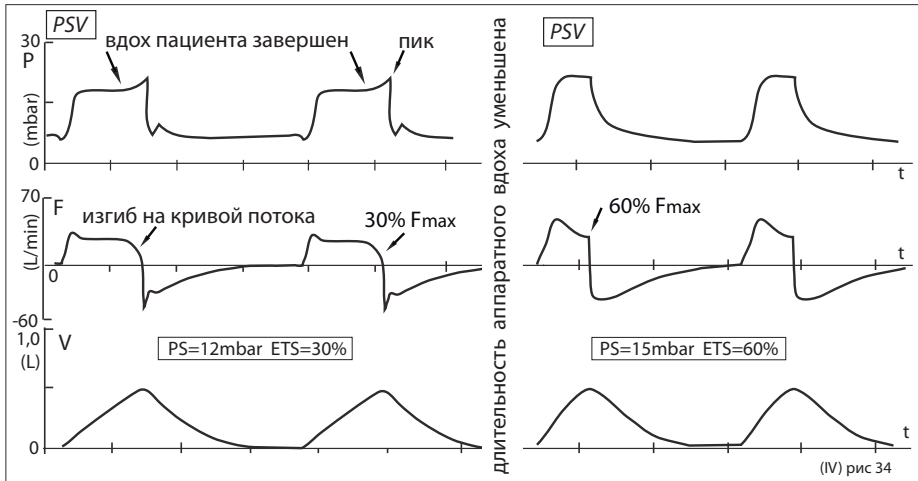 PSV
30
P
(mbar)
0
вдох пациента завершен
пик
70
F
(L/min)
0
-60
изгиб на кривой потока
30% Fmax
1,0
(L)
V
0
PS=12mbar ETS=30%
длительность аппаратного вдоха уменьшена
PSV
t
60% Fmax
t
PS=15mbar ETS=60%
t
(IV) рис 34